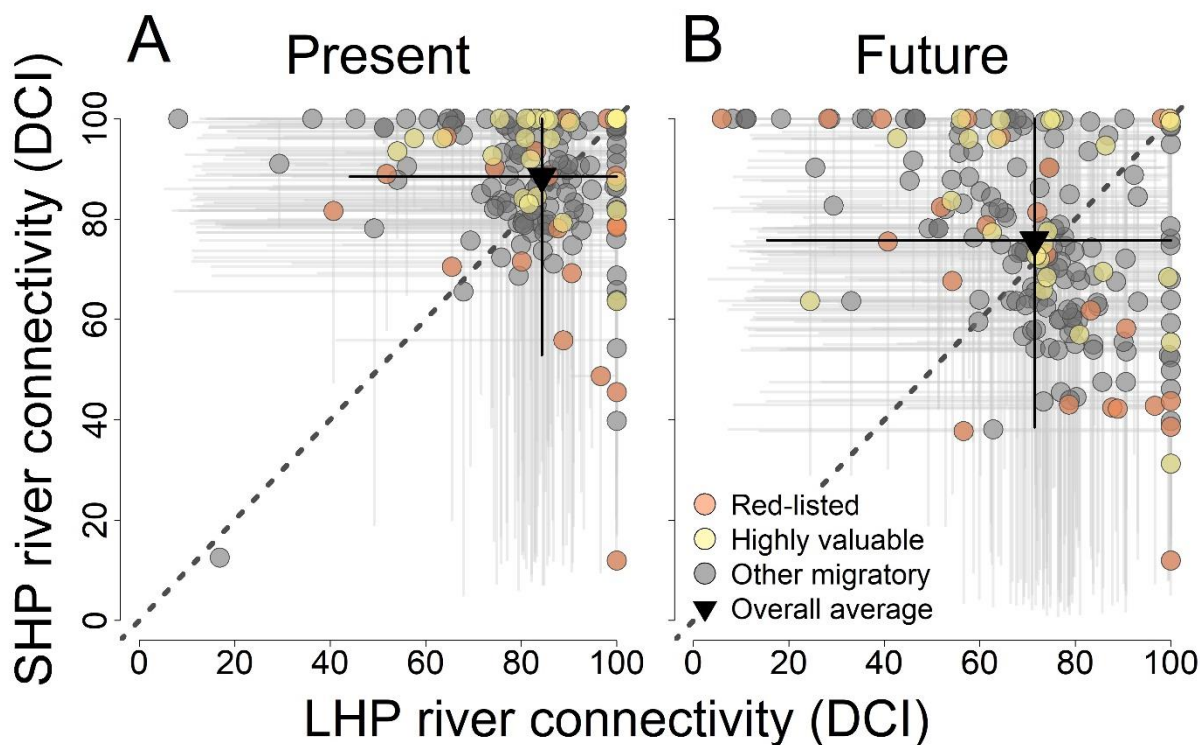 A
Present
B
Future
SHP river connectivity (DCI)
100
80
60
40
20
0
Red-listed
Highly valuable
Other migratory
Overall average
0 20 40 60 80 100
0 20 40 60 80 100
LHP river connectivity (DCI)